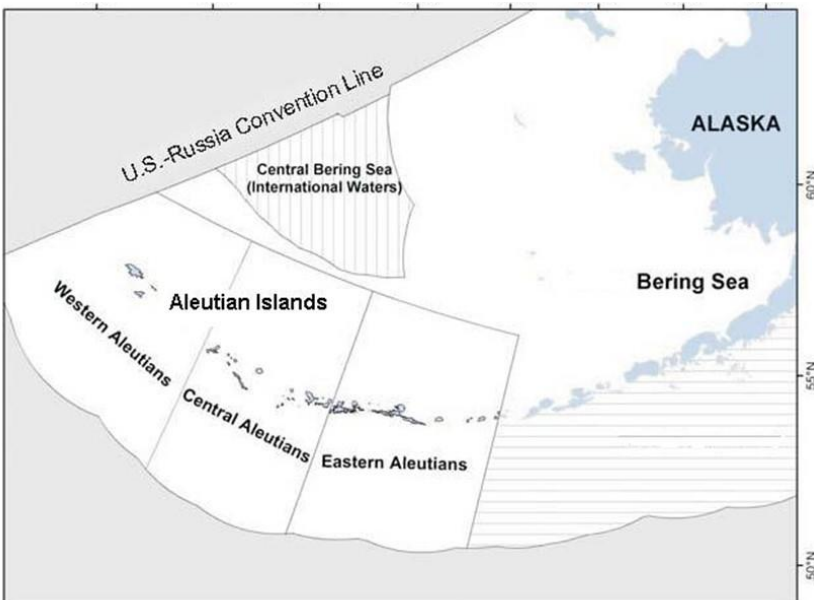 U.S.-Russia Convention Line
ALASKA
Central Bering Sea
(International Waters)
60°N
Bering Sea
Aleutian Islands
Western Aleutians
55°N
Central Aleutians
Eastern Aleutians
50°N